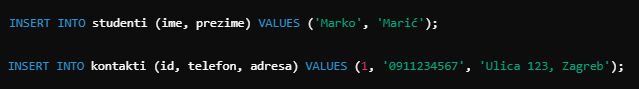 INSERT INTO studenti (ime, prezime) VALUES ('Marko', 'Marić');
INSERT INTO kontakti (id, telefon, adresa) VALUES (1, '0911234567', 'Ulica 123, Zagreb');